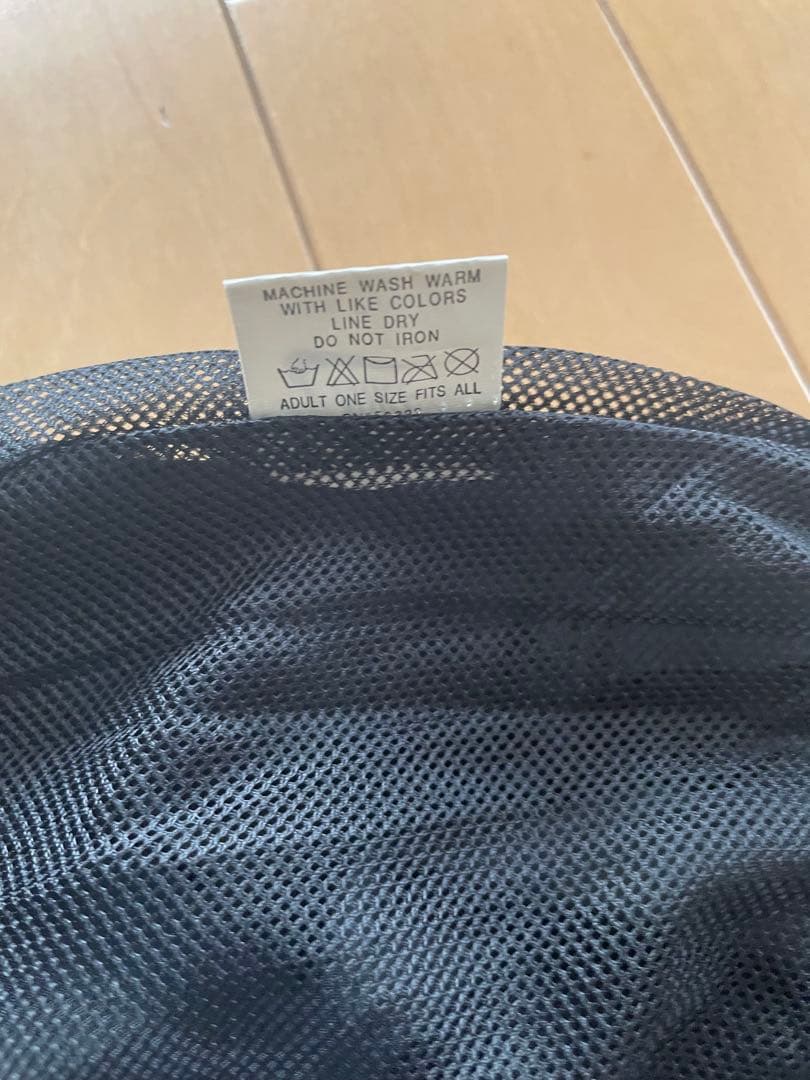 MACHINE WASH WARM
WITH LIKE COLORS
LINE DRY
DO NOT IRON
ADULT ONE SIZE FITS ALL